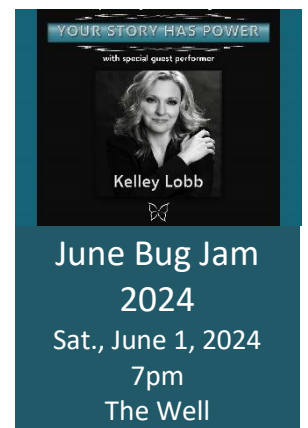 YOUR STORY HAS POWER
with special guest performer
Kelley Lobb
June Bug Jam
2024
Sat., June 1, 2024
7pm
The Well